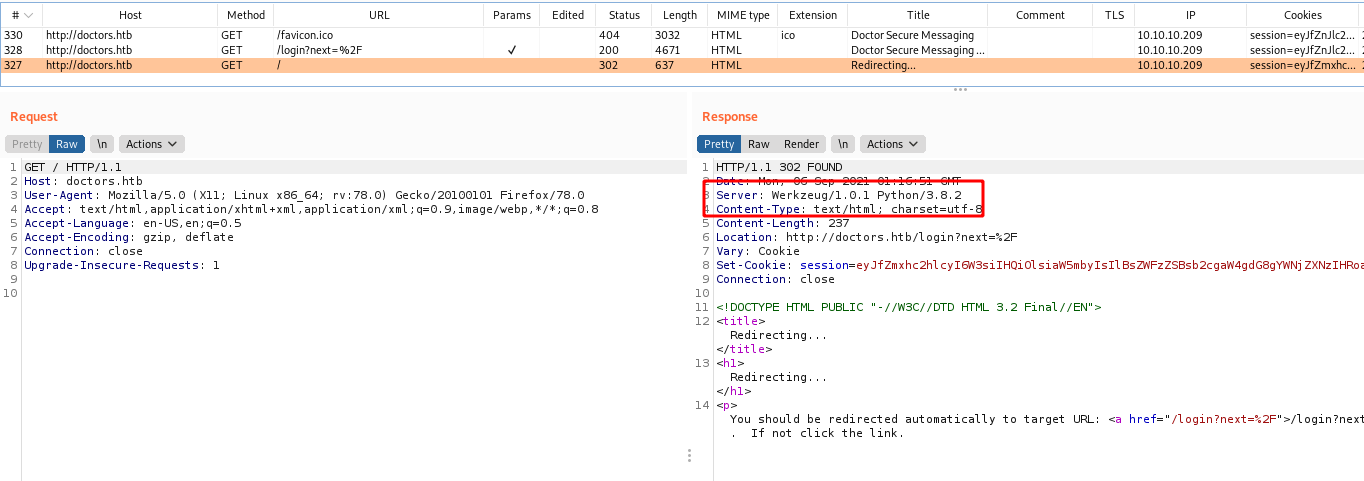 # Host Method URL Params Edited Status Length MIME type Extension Title Comment TLS IP Cookies
330 http://doctors.htb GET /favicon.ico 404 3032 HTML ico Doctor Secure Messaging 10.10.10.209 session=eyJfZnJlc2...
328 http://doctors.htb GET /login?next=%2F ✓ 200 4671 HTML Doctor Secure Messaging ... 10.10.10.209 session=eyJfZnJlc2...
327 http://doctors.htb GET / 302 637 HTML Redirecting... 10.10.10.209 session=eyJfZmxhc...
Request
Pretty Raw \n Actions
1 GET / HTTP/1.1
2 Host: doctors.htb
3 User-Agent: Mozilla/5.0 (X11; Linux x86_64; rv:78.0) Gecko/20100101 Firefox/78.0
4 Accept: text/html,application/xhtml+xml,application/xml;q=0.9,image/webp,*/*;q=0.8
5 Accept-Language: en-US,en;q=0.5
6 Accept-Encoding: gzip, deflate
7 Connection: close
8 Upgrade-Insecure-Requests: 1
9
10
Response
Pretty Raw Render \n Actions
1 HTTP/1.1 302 FOUND
2 Date: Mon, 06 Sep 2021 01:16:51 GMT
3 Server: Werkzeug/1.0.1 Python/3.8.2
4 Content-Type: text/html; charset=utf-8
5 Content-Length: 237
6 Location: http://doctors.htb/login?next=%2F
7 Vary: Cookie
8 Set-Cookie: session=eyJfZmxhc2hlcyI6W3siIHQiOlsiaW5mbyIsIlBsZWFzZSBsb2cgaW4gdG8gYWNjZXNzIHRoa
9 Connection: close
10
11 <!DOCTYPE HTML PUBLIC "-//W3C//DTD HTML 3.2 Final//EN">
12 <title>
Redirecting...
</title>
13 <h1>
Redirecting...
</h1>
14 <p>
You should be redirected automatically to target URL: <a href="/login?next=%2F">/login?next
. If not click the link.